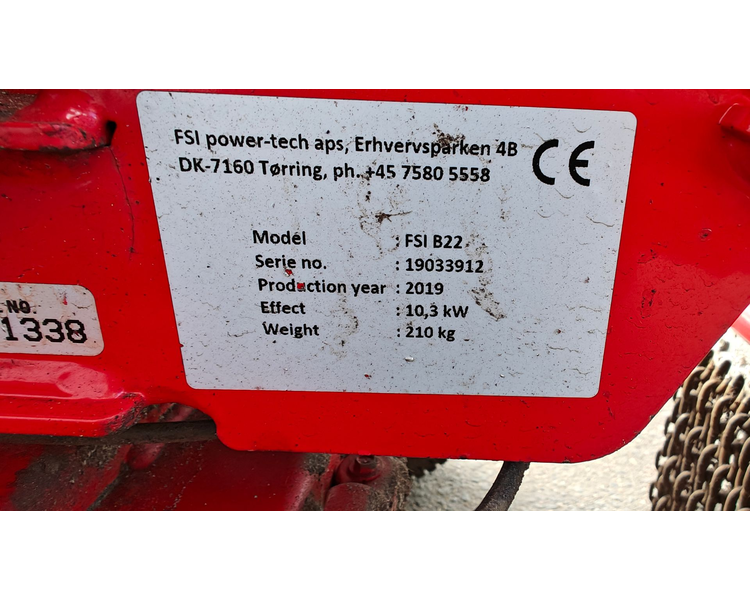 FSI power-tech aps, Erhvervsparken 4B
DK-7160 Tørring, ph. +45 7580 5558
CE
Model : FSI B22
Serie no. : 19033912
Production year : 2019
Effect : 10,3 kW
Weight : 210 kg
NO.
1338